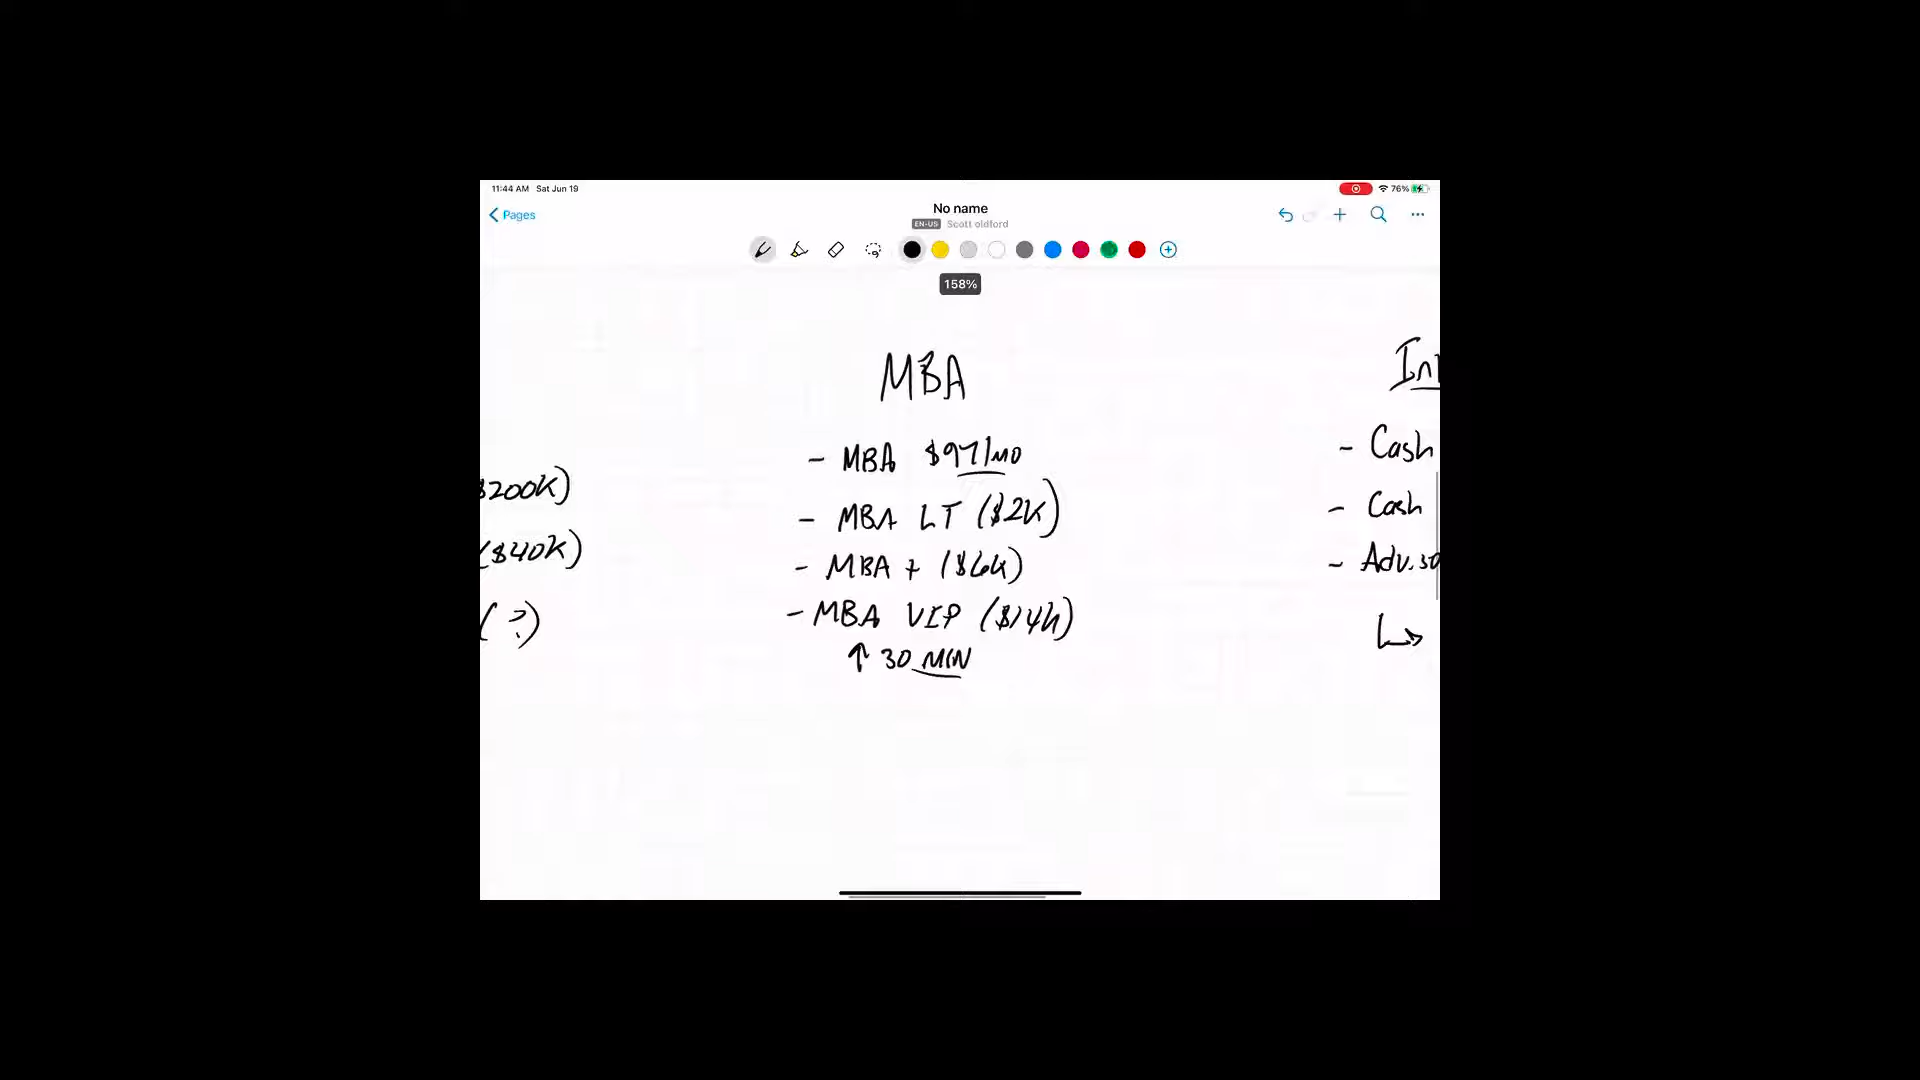 11:44 AM Sat Jun 19
76%
Pages
No name
EN-US Scott oldford
158%
MBA
- MBA $97/MO
- MBA LT ($2K)
- MBA + ($6K)
- MBA VIP ($14K)
↑ 30 MIN
$200K)
($40K)
(?)
In
- Cash
- Cash
- Adv. 30